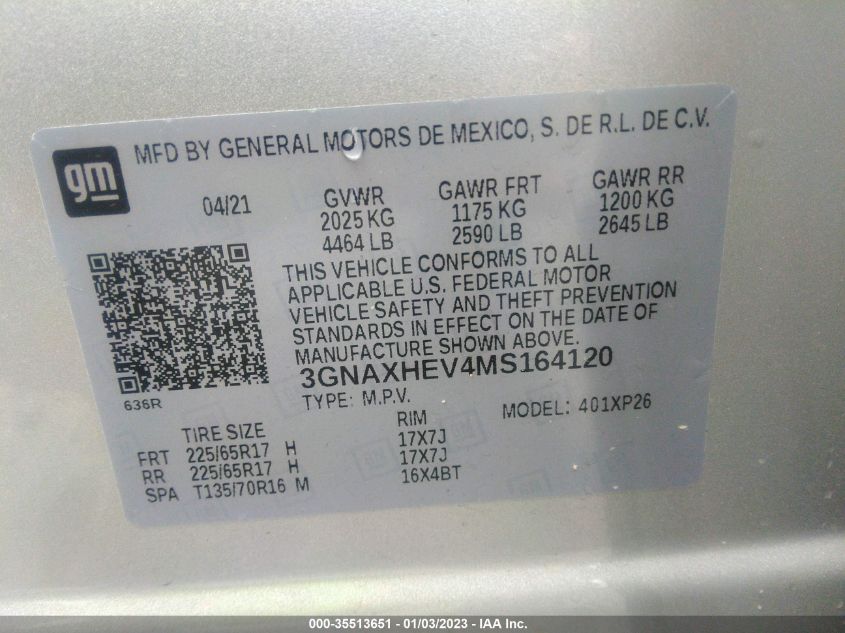 gm
MFD BY GENERAL MOTORS DE MEXICO, S. DE R.L. DE C.V.
04/21 GVWR GAWR FRT GAWR RR
2025 KG 1175 KG 1200 KG
4464 LB 2590 LB 2645 LB
THIS VEHICLE CONFORMS TO ALL
APPLICABLE U.S. FEDERAL MOTOR
VEHICLE SAFETY AND THEFT PREVENTION
STANDARDS IN EFFECT ON THE DATE OF
MANUFACTURE SHOWN ABOVE.
3GNAXHEV4MS164120
636R
TYPE: M.P.V. MODEL: 401XP26
TIRE SIZE RIM
FRT 225/65R17 H 17X7J
RR 225/65R17 H 17X7J
SPA T135/70R16 M 16X4BT
000-35513651 - 01/03/2023 - IAA Inc.